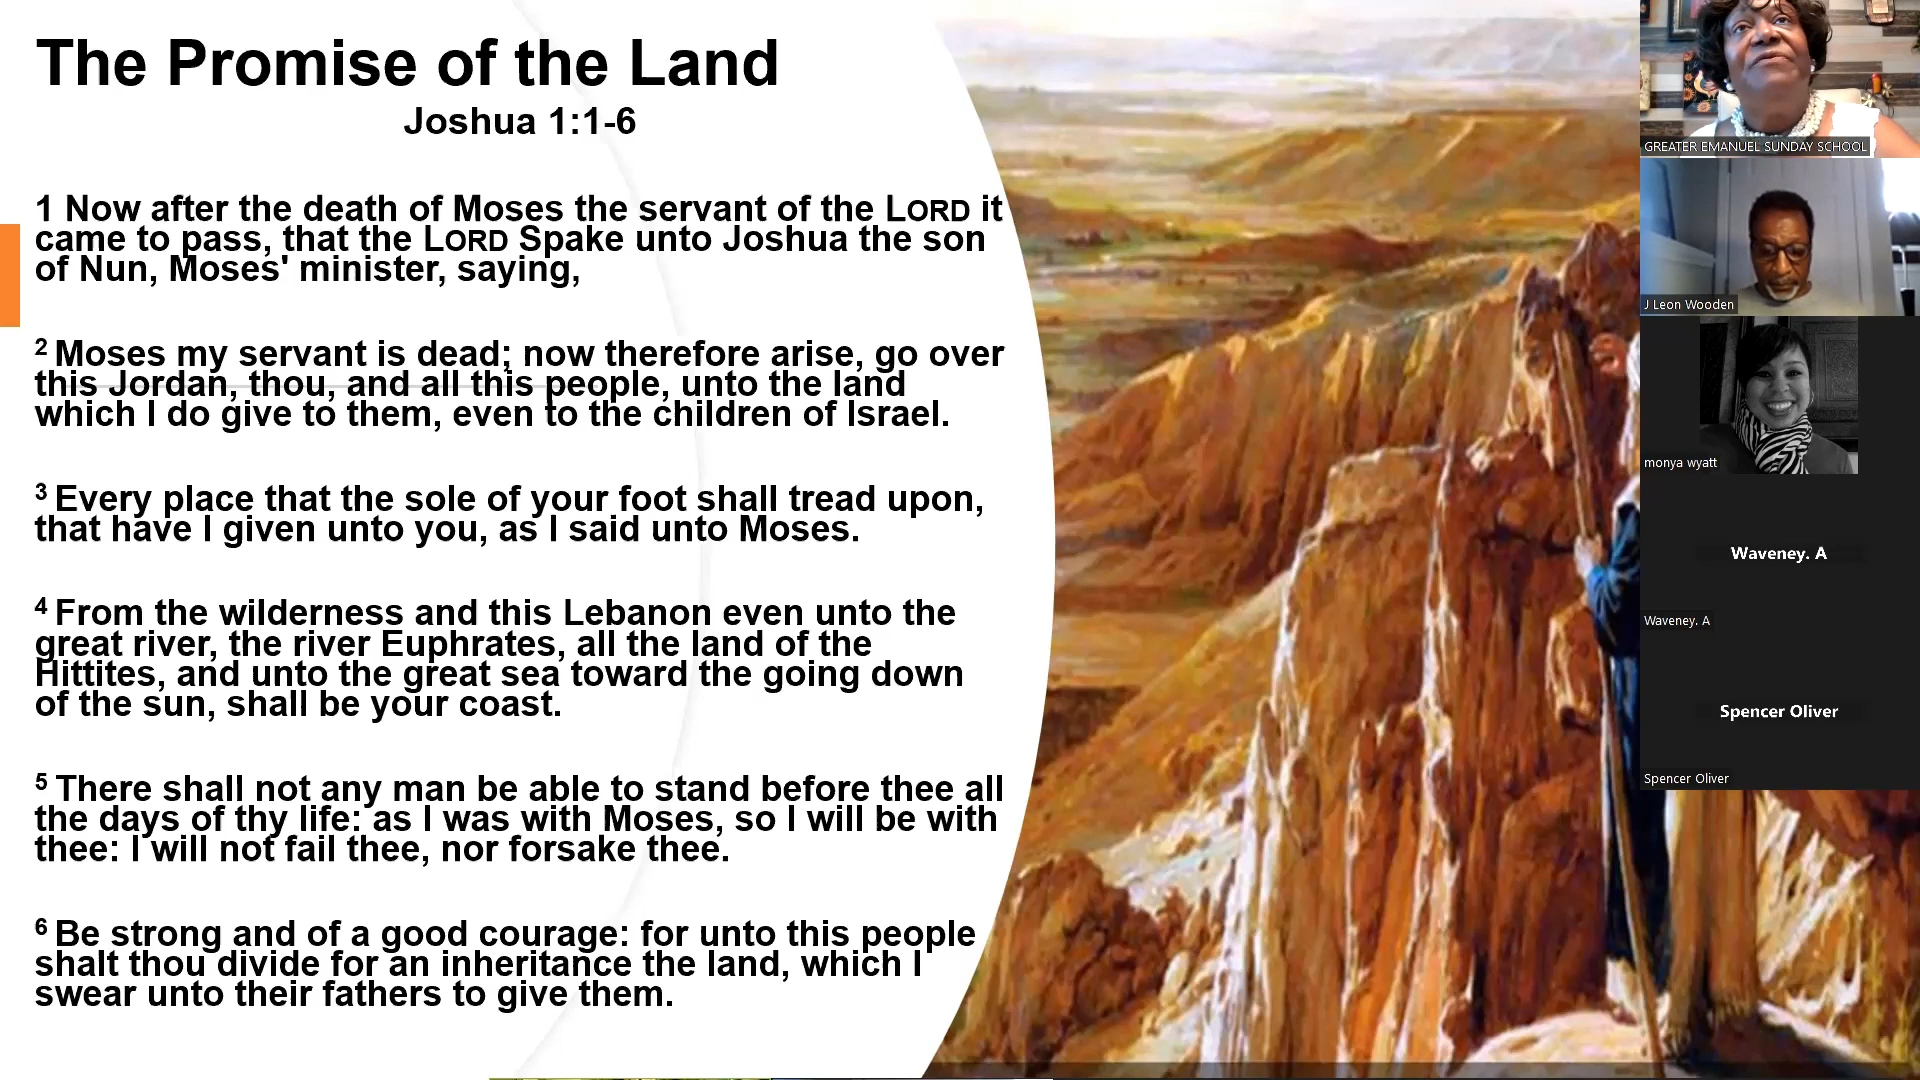 The Promise of the Land
Joshua 1:1-6
1 Now after the death of Moses the servant of the LORD it
came to pass, that the LORD Spake unto Joshua the son
of Nun, Moses' minister, saying,
2 Moses my servant is dead; now therefore arise, go over
this Jordan, thou, and all this people, unto the land
which I do give to them, even to the children of Israel.
3 Every place that the sole of your foot shall tread upon,
that have I given unto you, as I said unto Moses.
4 From the wilderness and this Lebanon even unto the
great river, the river Euphrates, all the land of the
Hittites, and unto the great sea toward the going down
of the sun, shall be your coast.
5 There shall not any man be able to stand before thee all
the days of thy life: as I was with Moses, so I will be with
thee: I will not fail thee, nor forsake thee.
6 Be strong and of a good courage: for unto this people
shalt thou divide for an inheritance the land, which I
swear unto their fathers to give them.
GREATER EMANUEL SUNDAY SCHOOL
J Leon Wooden
monya wyatt
Waveney. A
Waveney. A
Spencer Oliver
Spencer Oliver